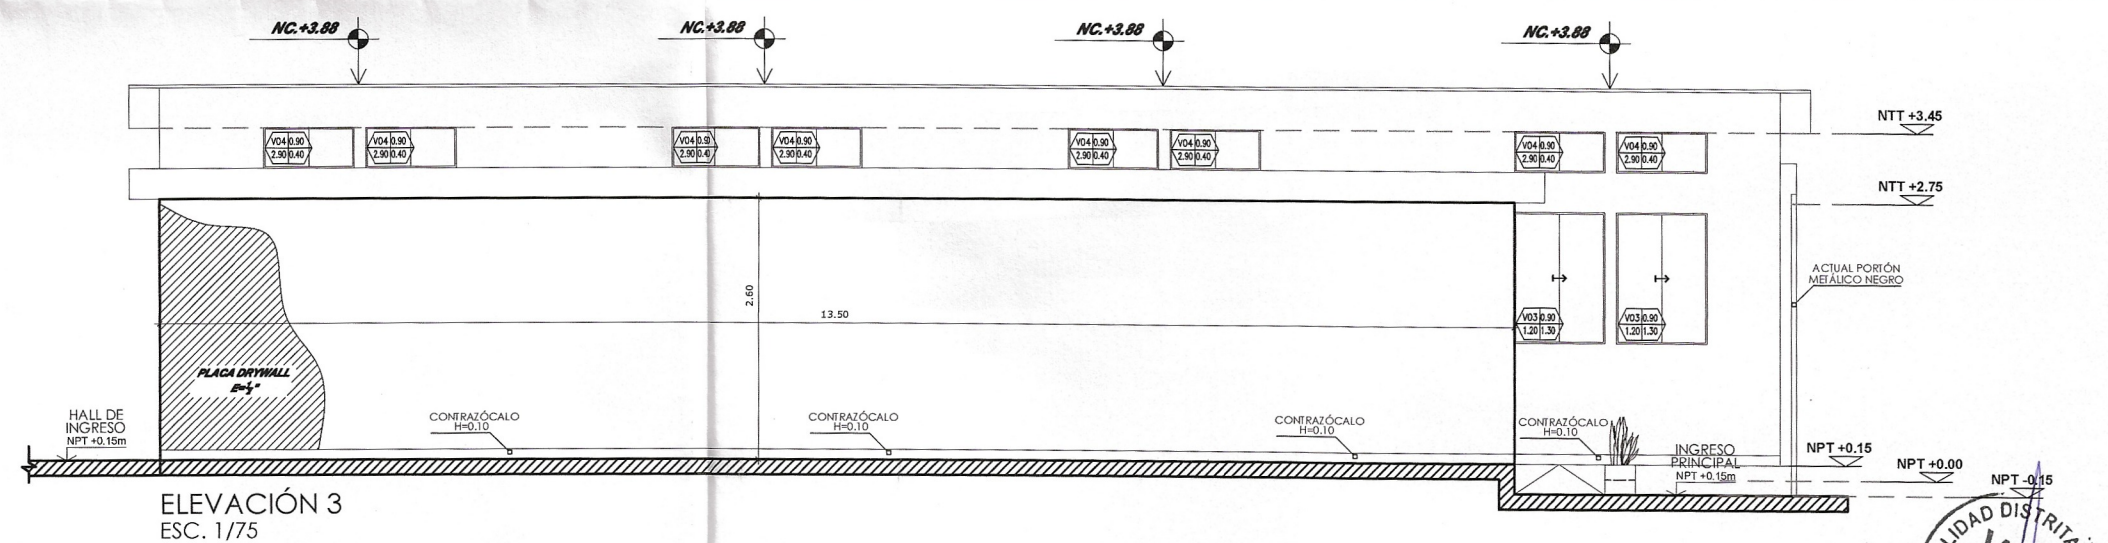 NC.+3.88
NC.+3.88
NC.+3.88
NC.+3.88
NTT +3.45
V04 0.90
2.90 0.40
V04 0.90
2.90 0.40
V04
2.90
V04 0.90
2.90 0.40
V04 0.90
2.90 0.40
V04 0.90
2.90 0.40
V04 0.90
2.90 0.40
V04 0.90
2.90 0.40
NTT +2.75
ACTUAL PORTÓN
METÁLICO NEGRO
2.60
13.50
V03 0.90
1.20 1.30
V03 0.90
1.20 1.30
PLACA DRYWALL
E=½"
HALL DE
INGRESO
NPT +0.15m
CONTRAZÓCALO
H=0.10
CONTRAZÓCALO
H=0.10
CONTRAZÓCALO
H=0.10
CONTRAZÓCALO
H=0.10
INGRESO
PRINCIPAL
NPT +0.15m
NPT +0.15
NPT +0.00
NPT -0.15
ELEVACIÓN 3
ESC. 1/75